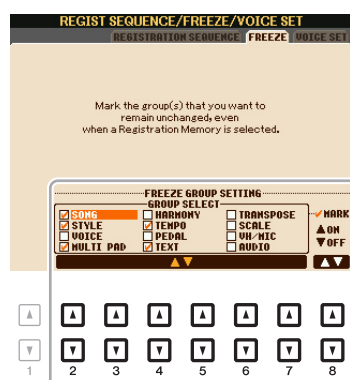 REGIST SEQUENCE/FREEZE/VOICE SET
REGISTRATION SEQUENCE FREEZE VOICE SET
Mark the group(s) that you want to
remain unchanged, even
when a Registration Memory is selected.
FREEZE GROUP SETTING
GROUP SELECT
SONG HARMONY TRANSPOSE MARK
STYLE TEMPO SCALE ▲ON
VOICE PEDAL VH/MIC ▼OFF
MULTI PAD TEXT AUDIO
1 2 3 4 5 6 7 8